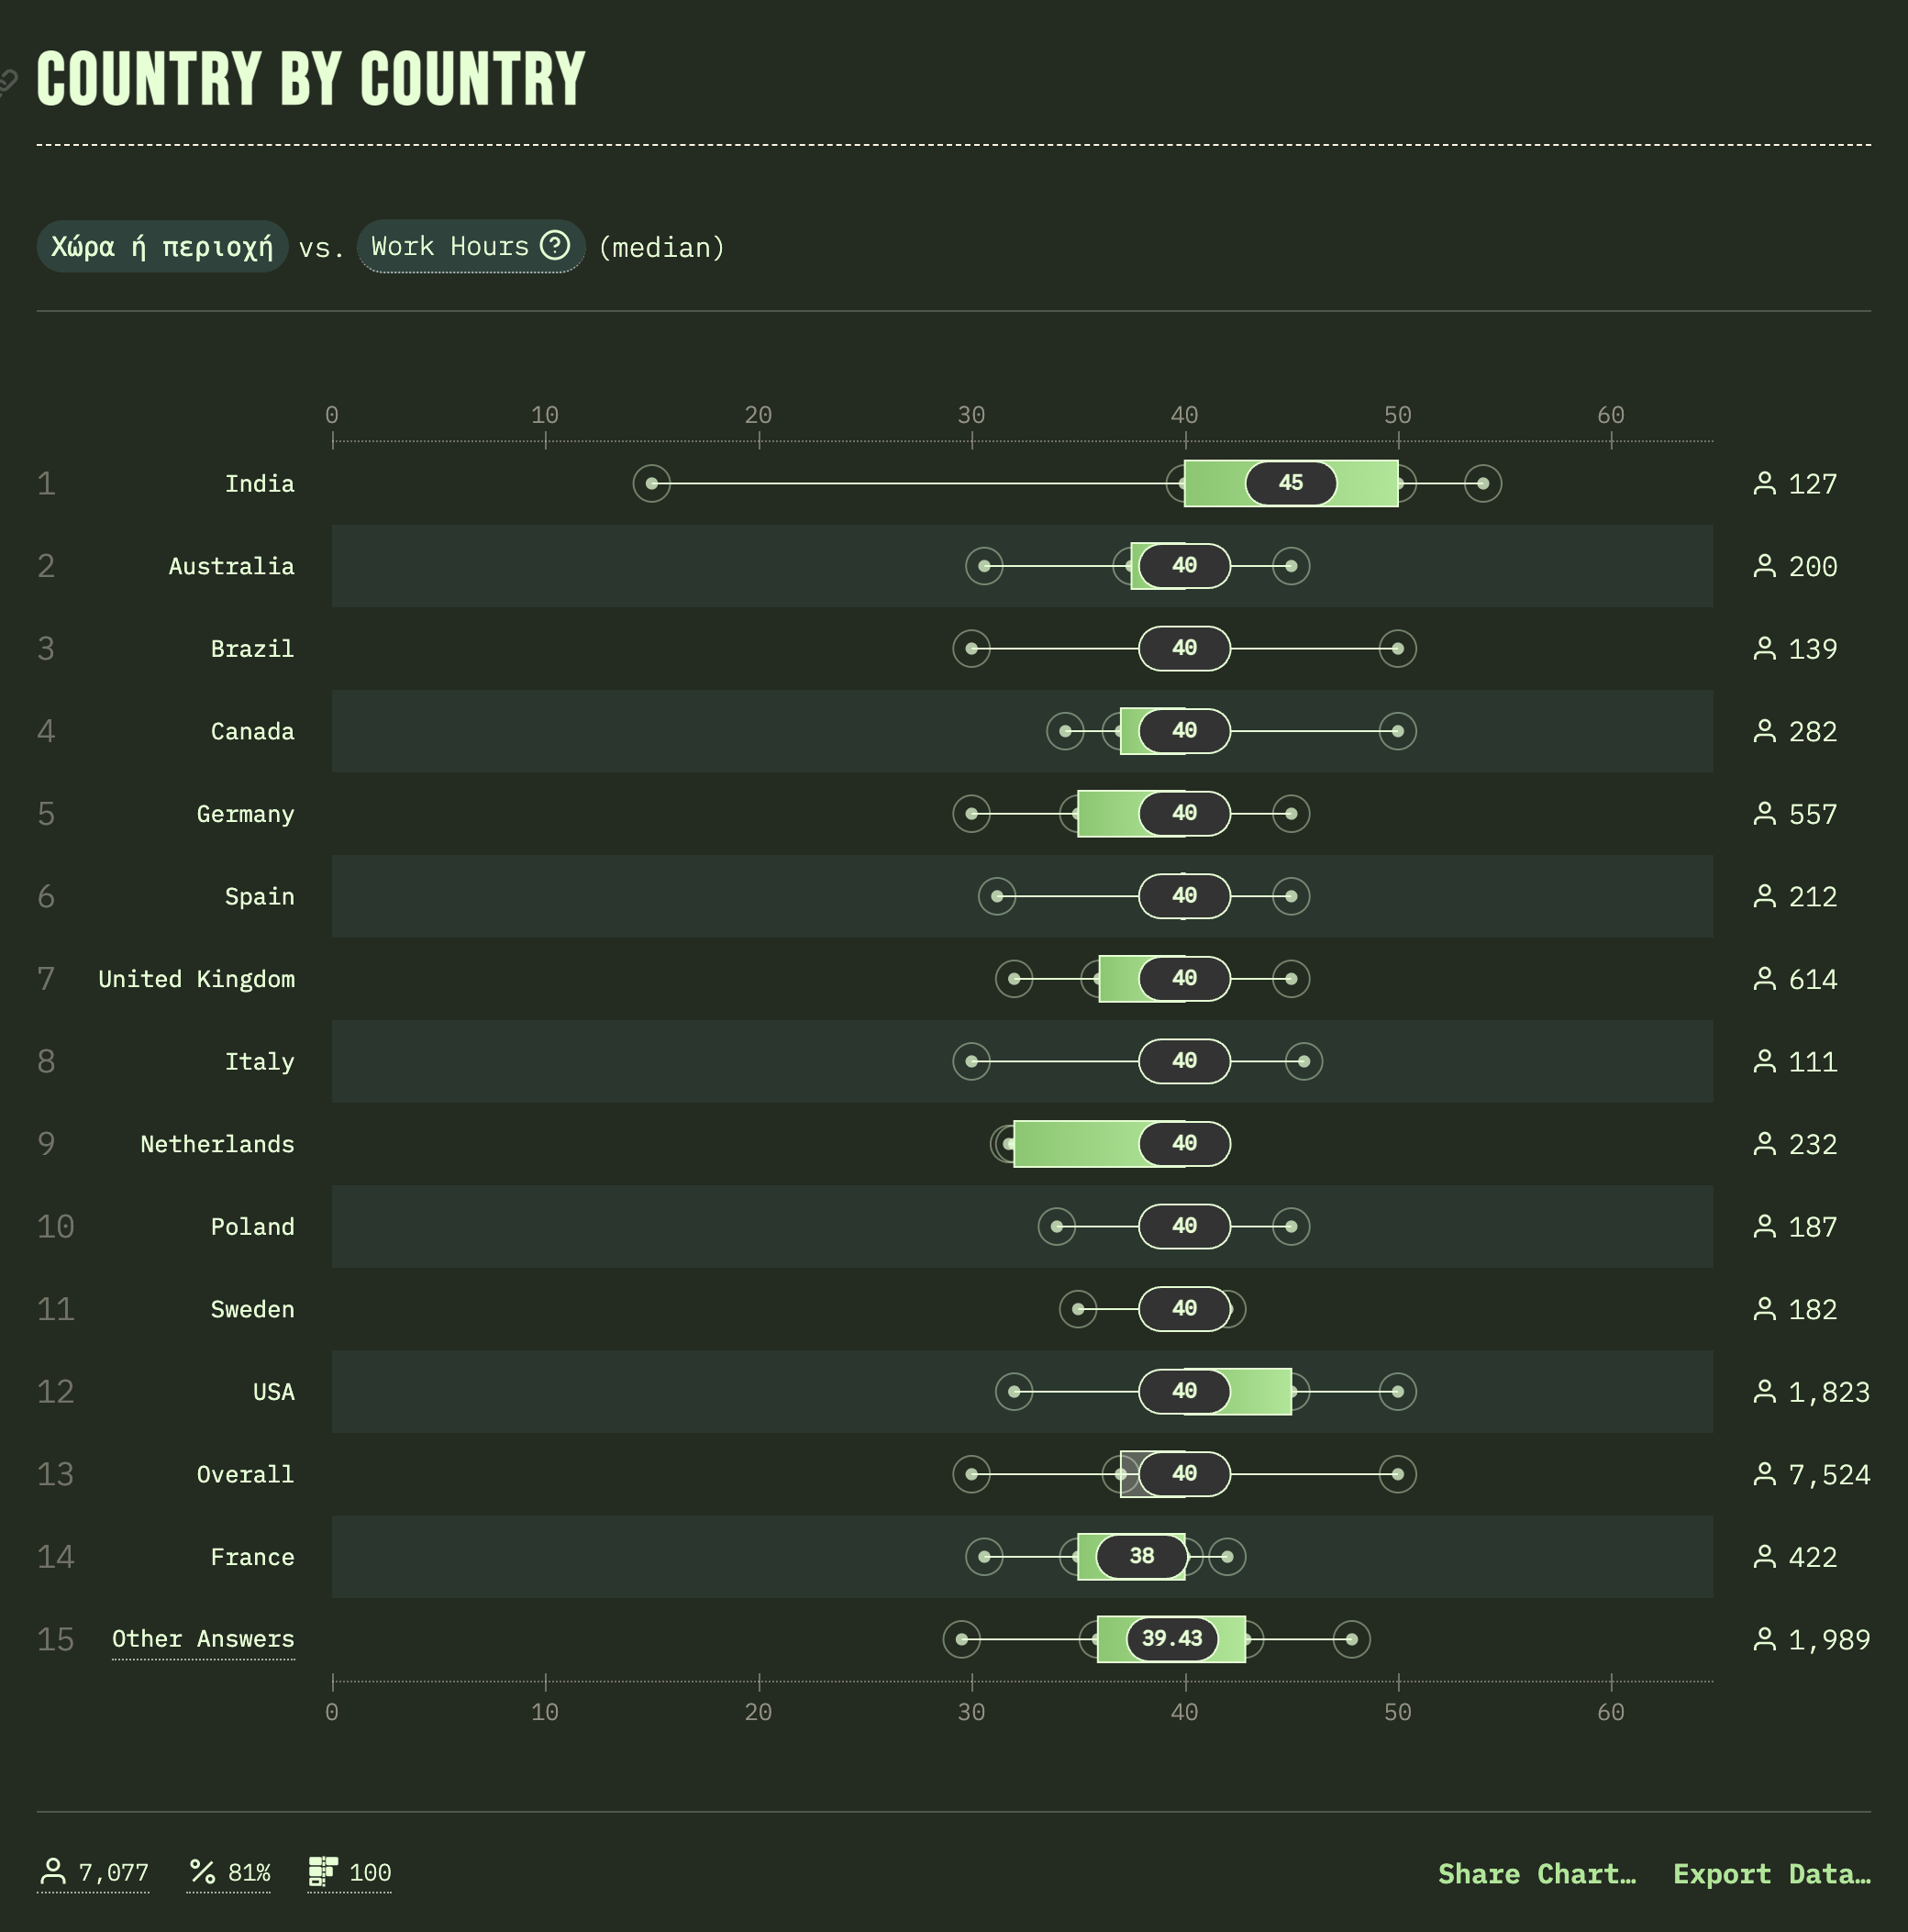 COUNTRY BY COUNTRY
Χώρα ή περιοχή vs. Work Hours ? (median)
0 10 20 30 40 50 60
1 India 45 127
2 Australia 40 200
3 Brazil 40 139
4 Canada 40 282
5 Germany 40 557
6 Spain 40 212
7 United Kingdom 40 614
8 Italy 40 111
9 Netherlands 40 232
10 Poland 40 187
11 Sweden 40 182
12 USA 40 1,823
13 Overall 40 7,524
14 France 38 422
15 Other Answers 39.43 1,989
0 10 20 30 40 50 60
7,077 % 81% 100 Share Chart… Export Data…